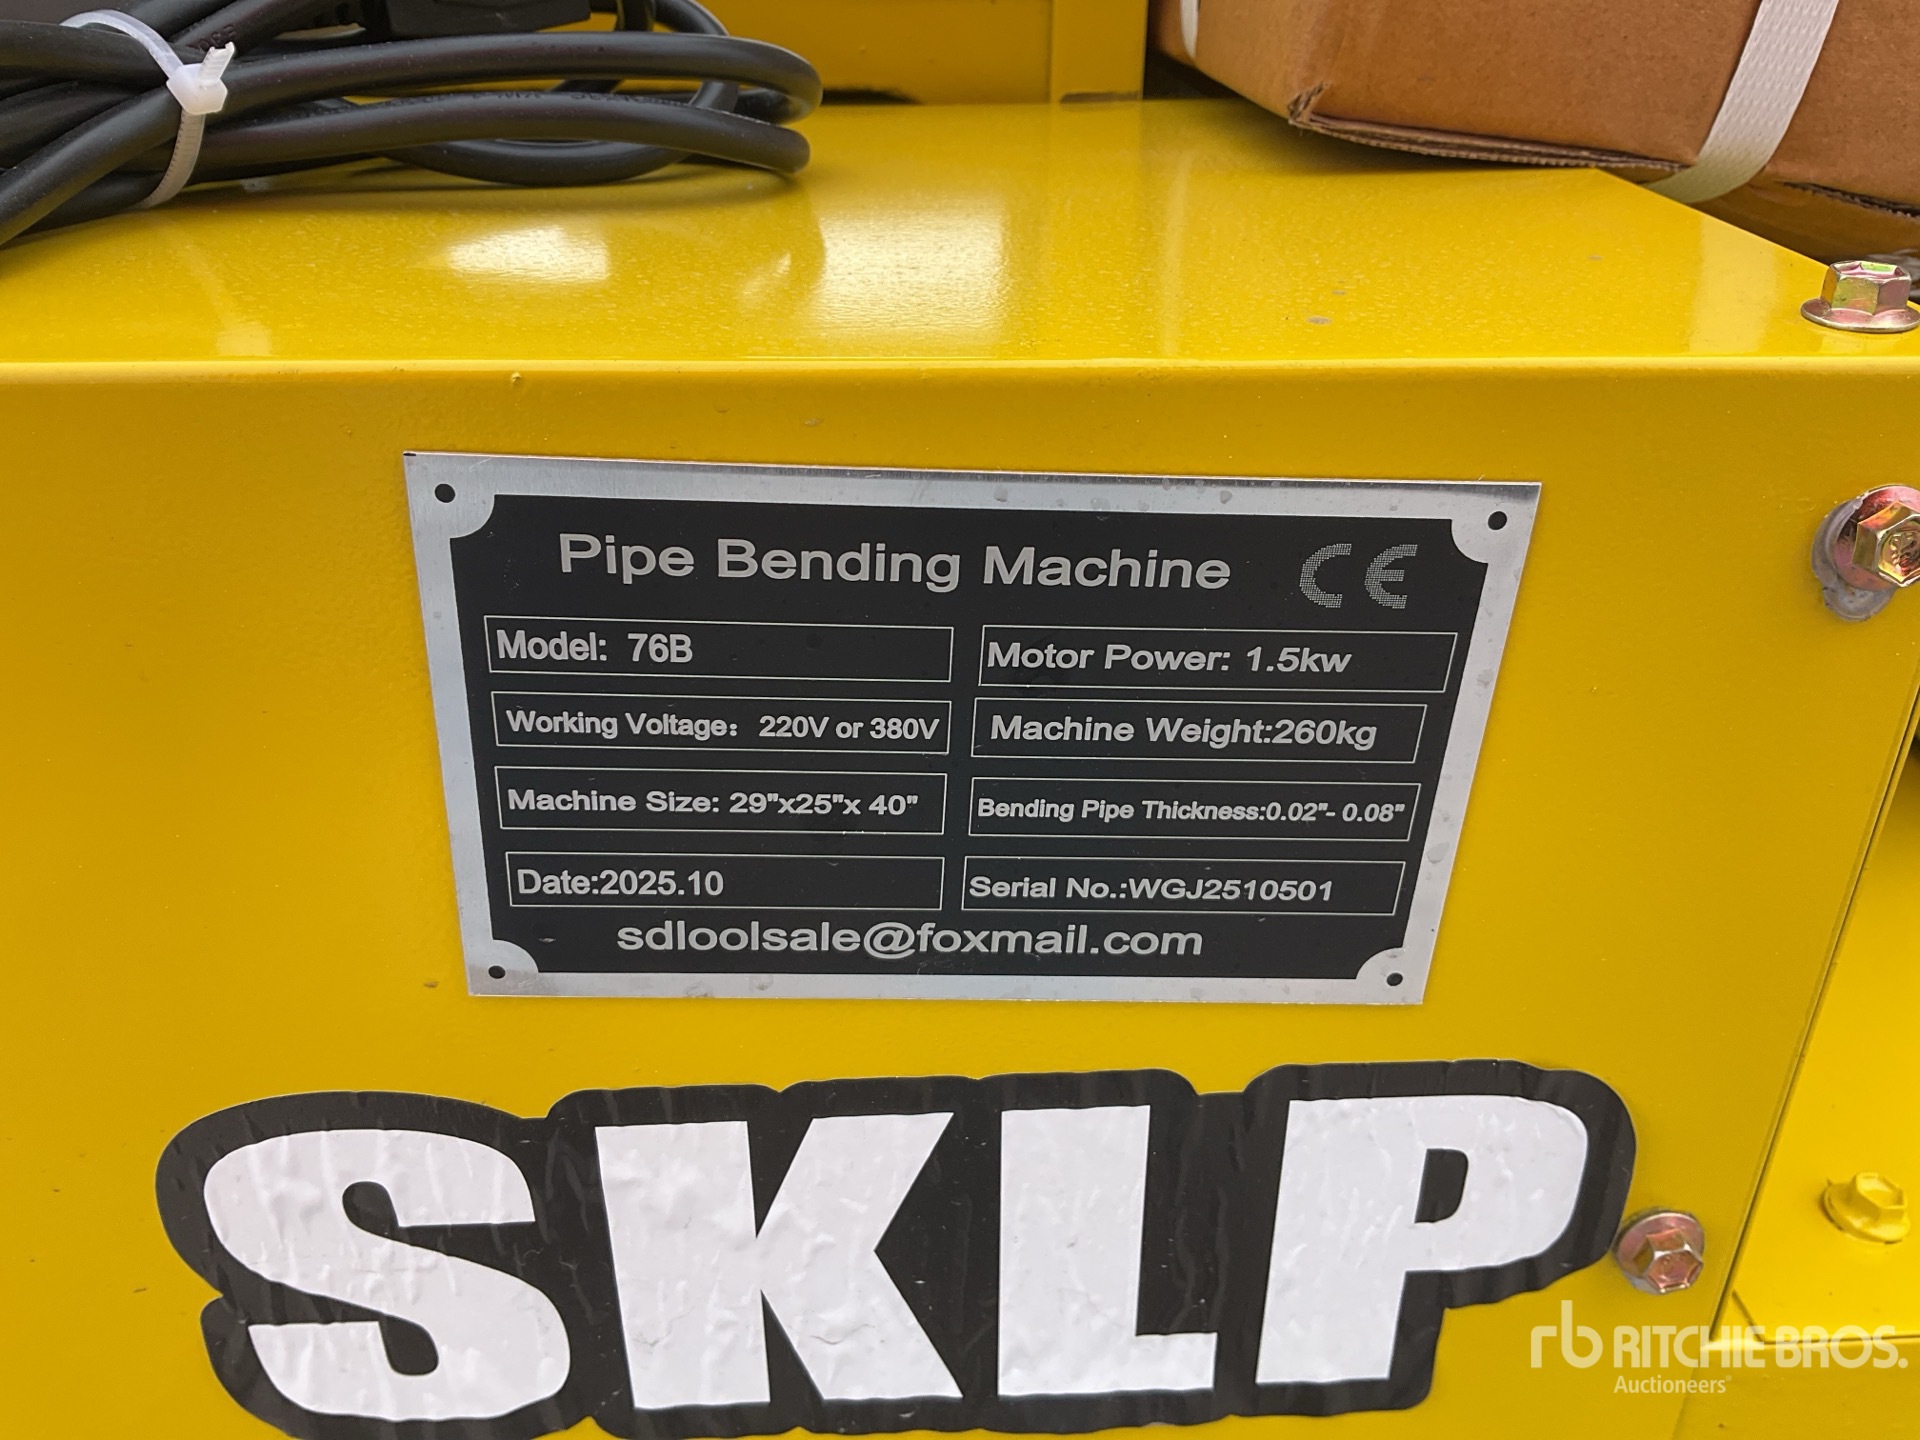 Pipe Bending Machine CE
Model: 76B
Motor Power: 1.5kw
Working Voltage: 220V or 380V
Machine Weight:260kg
Machine Size: 29"x25"x 40"
Bending Pipe Thickness:0.02"- 0.08"
Date:2025.10
Serial No.:WGJ2510501
sdloolsale@foxmail.com
SKLP
rb RITCHIE BROS.
Auctioneers